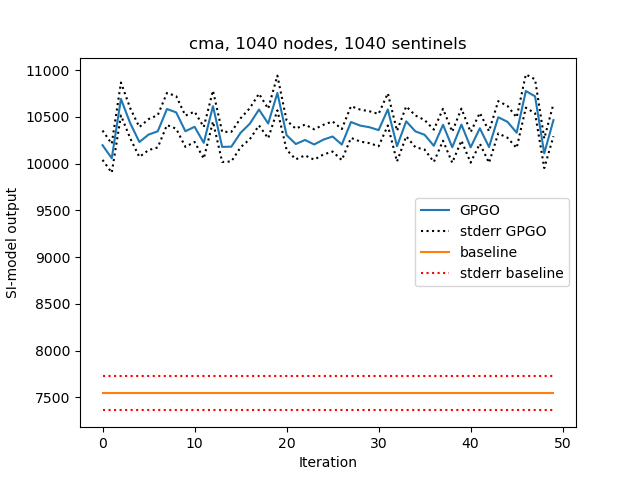 cma, 1040 nodes, 1040 sentinels
11000
10500
10000
9500
9000
8500
8000
7500
SI-model output
GPGO
stderr GPGO
baseline
stderr baseline
0 10 20 30 40 50
Iteration